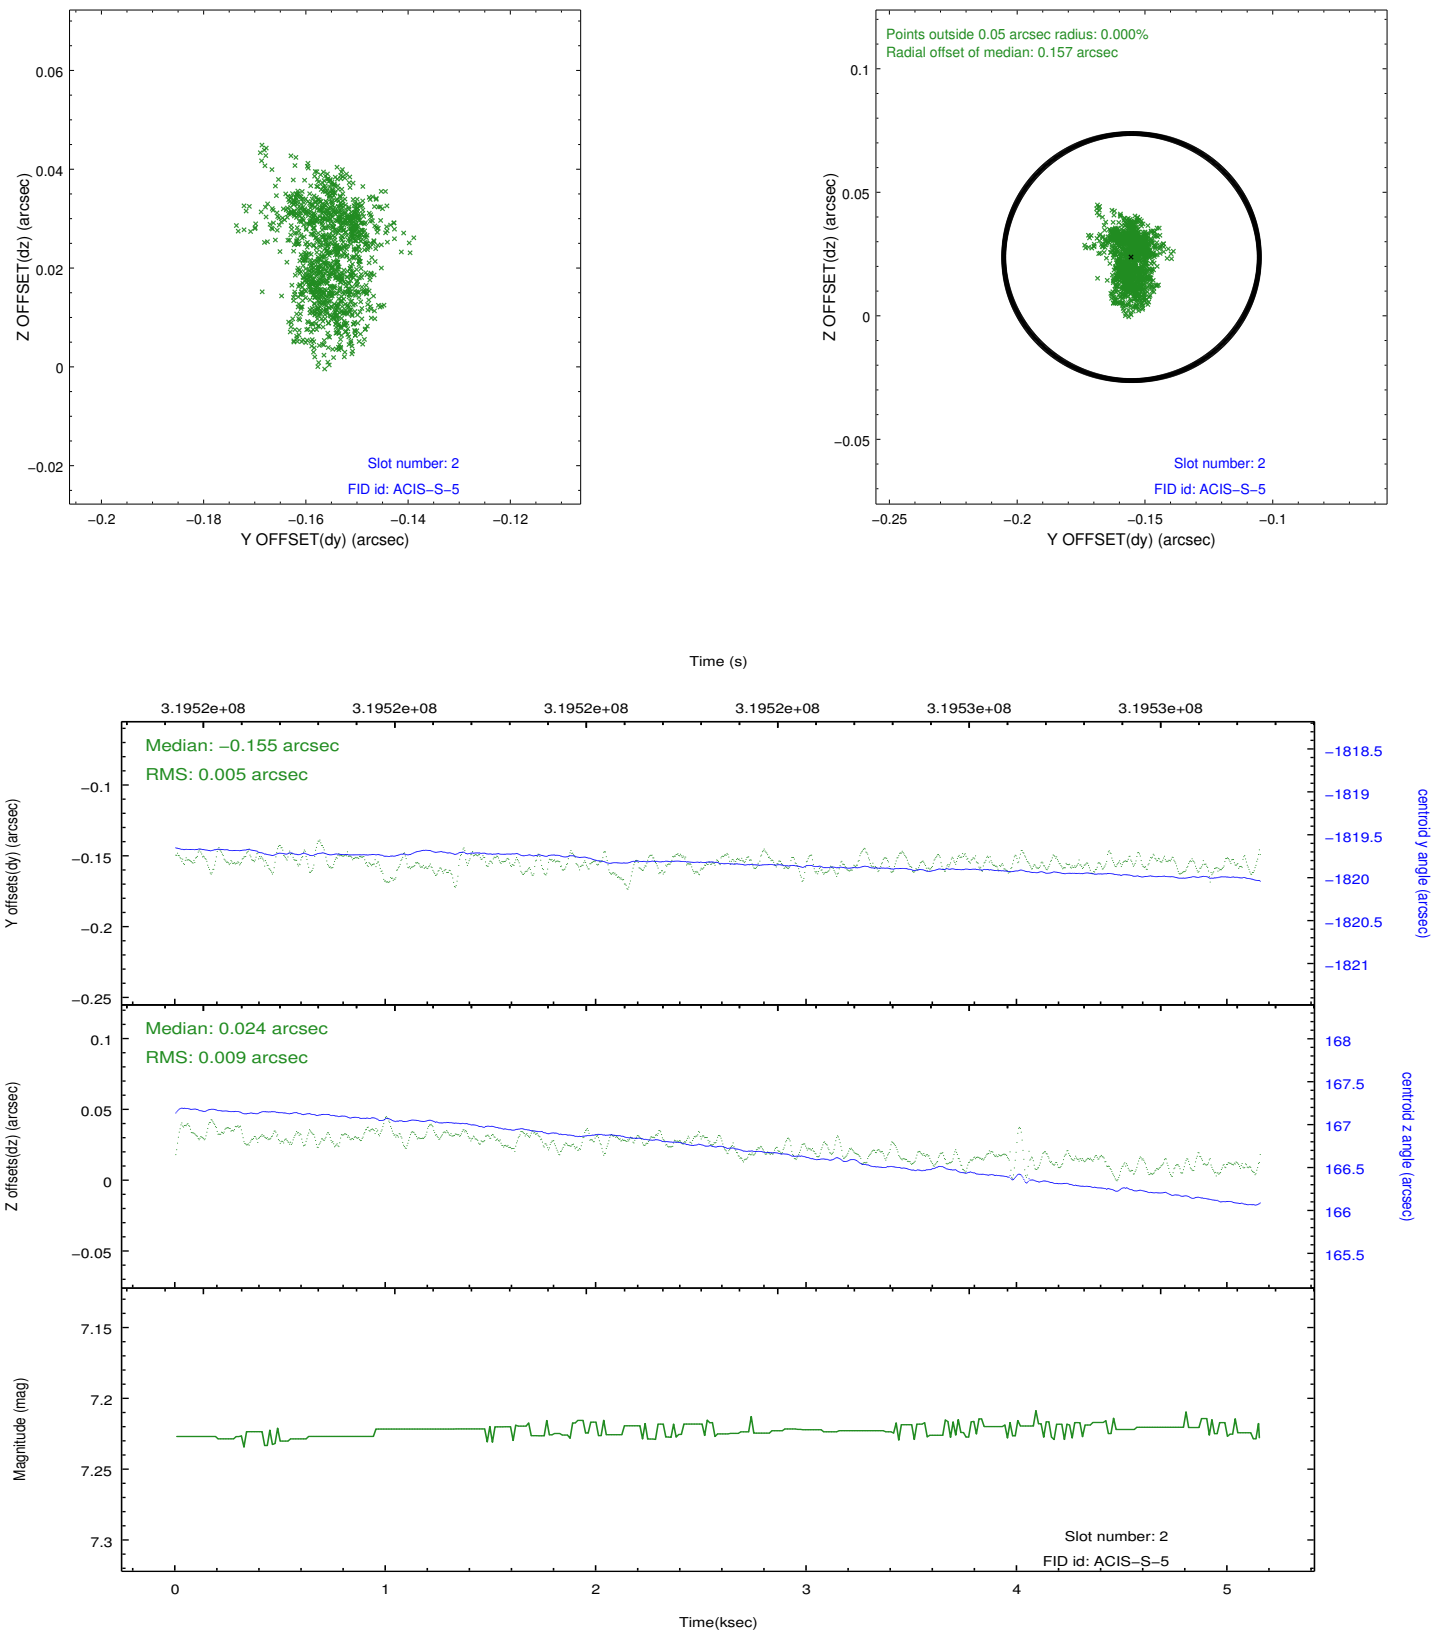 0.06
0.04
0.02
0
−0.02
Z OFFSET(dz) (arcsec)
Slot number: 2
FID id: ACIS−S−5
−0.2
−0.18
−0.16
−0.14
−0.12
Y OFFSET(dy) (arcsec)
Points outside 0.05 arcsec radius: 0.000%
Radial offset of median: 0.157 arcsec
0.1
0.05
0
−0.05
Z OFFSET(dz) (arcsec)
Slot number: 2
FID id: ACIS−S−5
−0.25
−0.2
−0.15
−0.1
Y OFFSET(dy) (arcsec)
Time (s)
3.1952e+08
3.1952e+08
3.1952e+08
3.1952e+08
3.1953e+08
3.1953e+08
Median: −0.155 arcsec
RMS: 0.005 arcsec
−0.1
−0.15
−0.2
−0.25
Y offsets(dy) (arcsec)
−1818.5
−1819
−1819.5
−1820
−1820.5
−1821
centroid y angle (arcsec)
Median: 0.024 arcsec
RMS: 0.009 arcsec
0.1
0.05
0
−0.05
Z offsets(dz) (arcsec)
168
167.5
167
166.5
166
165.5
centroid z angle (arcsec)
7.15
7.2
7.25
7.3
Magnitude (mag)
Slot number: 2
FID id: ACIS−S−5
0
1
2
3
4
5
Time(ksec)